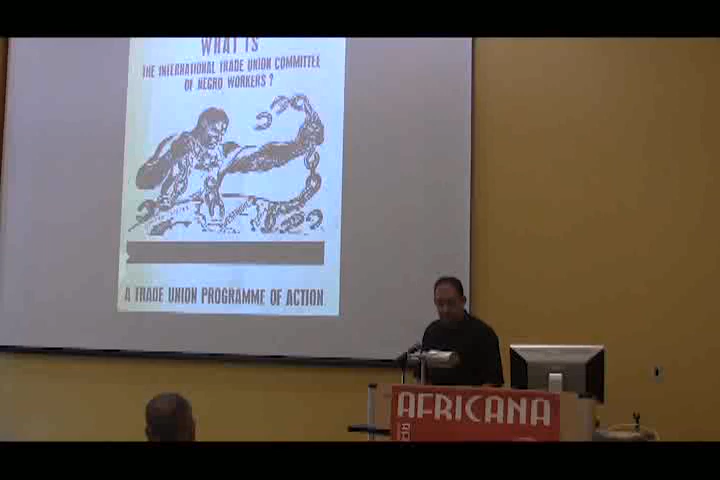 WHAT IS
THE INTERNATIONAL TRADE UNION COMMITTEE
OF NEGRO WORKERS?
A TRADE UNION PROGRAMME OF ACTION
AFRICANA